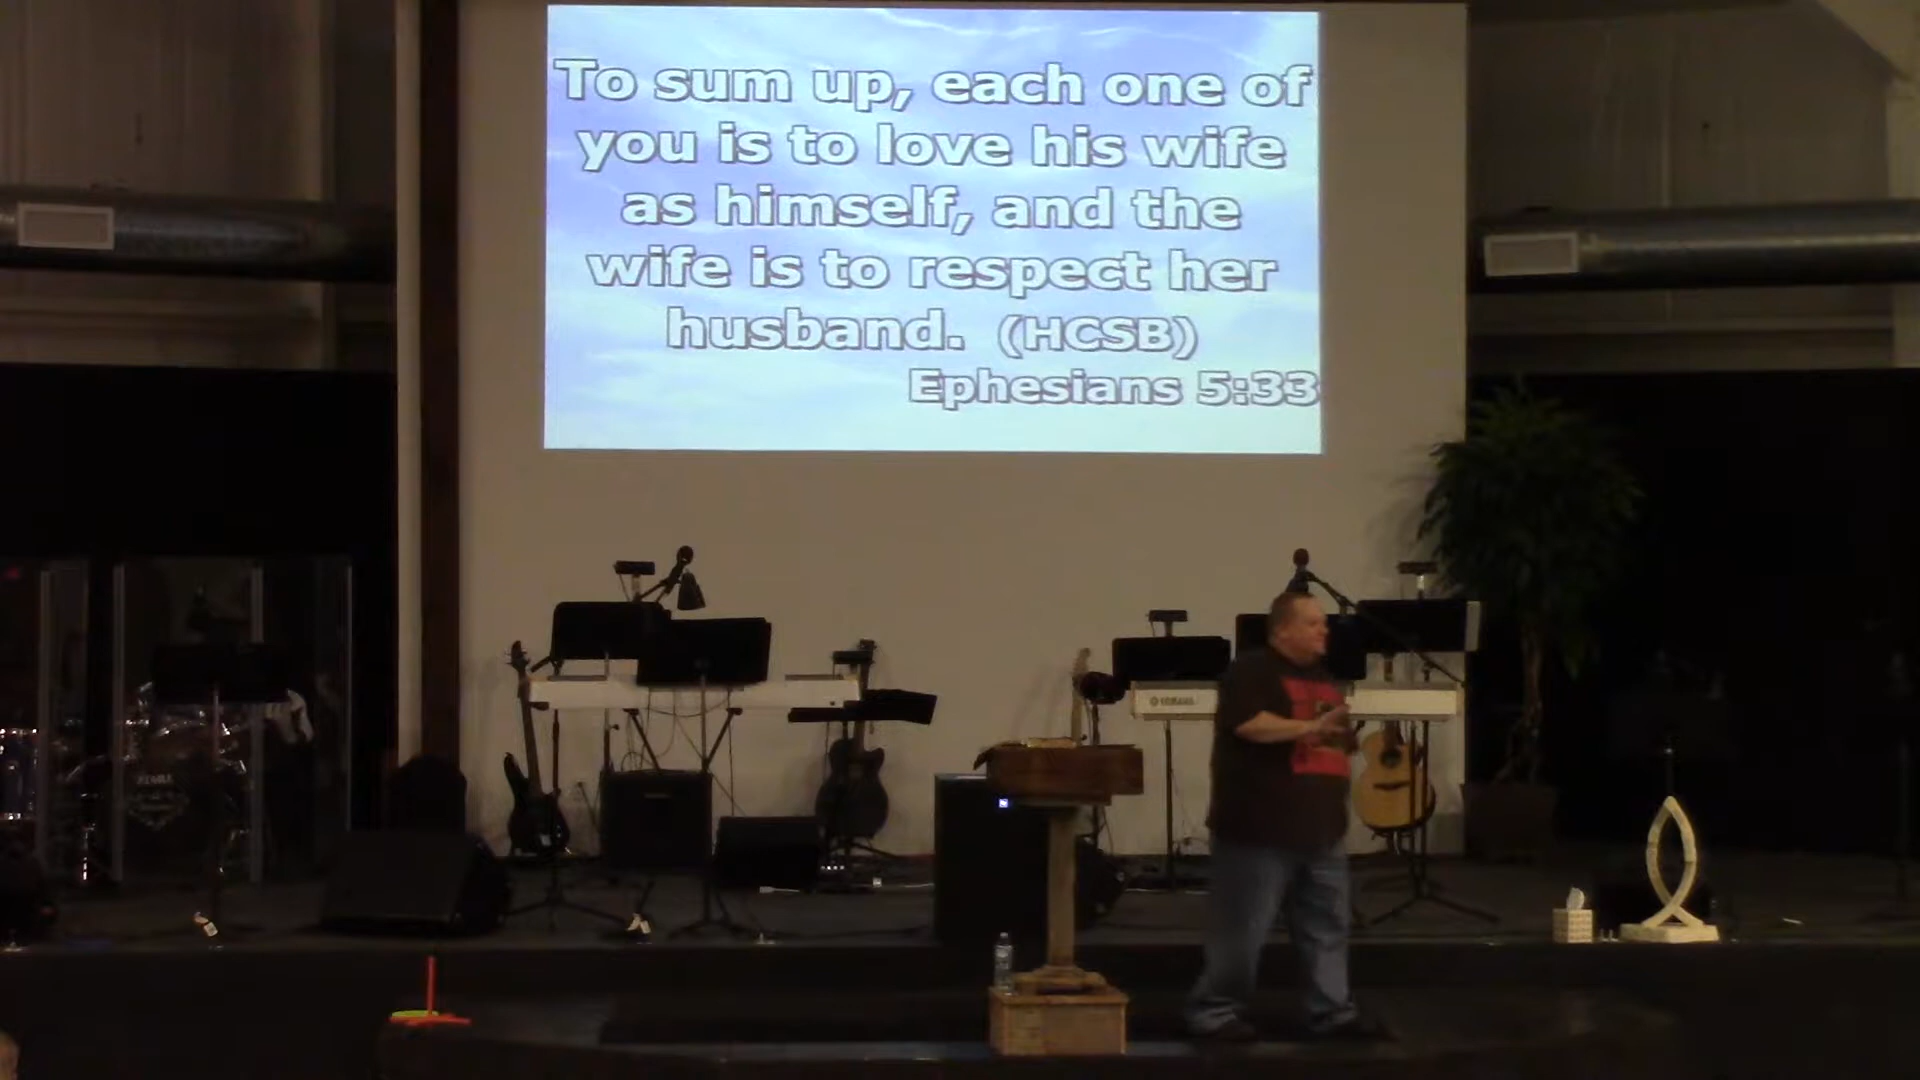 To sum up, each one of
you is to love his wife
as himself, and the
wife is to respect her
husband. (HCSB)
Ephesians 5:33
YAMAHA